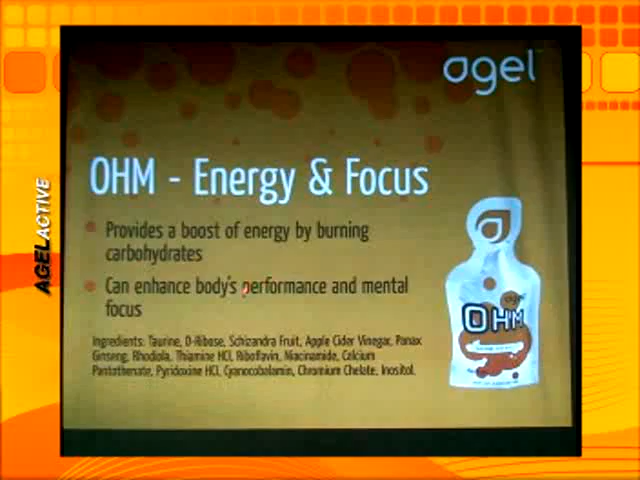 agel
OHM - Energy & Focus
Provides a boost of energy by burning
carbohydrates
Can enhance body's performance and mental
focus
Ingredients: Taurine, D-Ribose, Schizandra Fruit, Apple Cider Vinegar, Panax
Ginseng, Rhodiola, Thiamine HCl, Riboflavin, Niacinamide, Calcium
Pantothenate, Pyridoxine HCl, Cyanocobalamin, Chromium Chelate, Inositol.
agel
OHM
AGELACTIVE